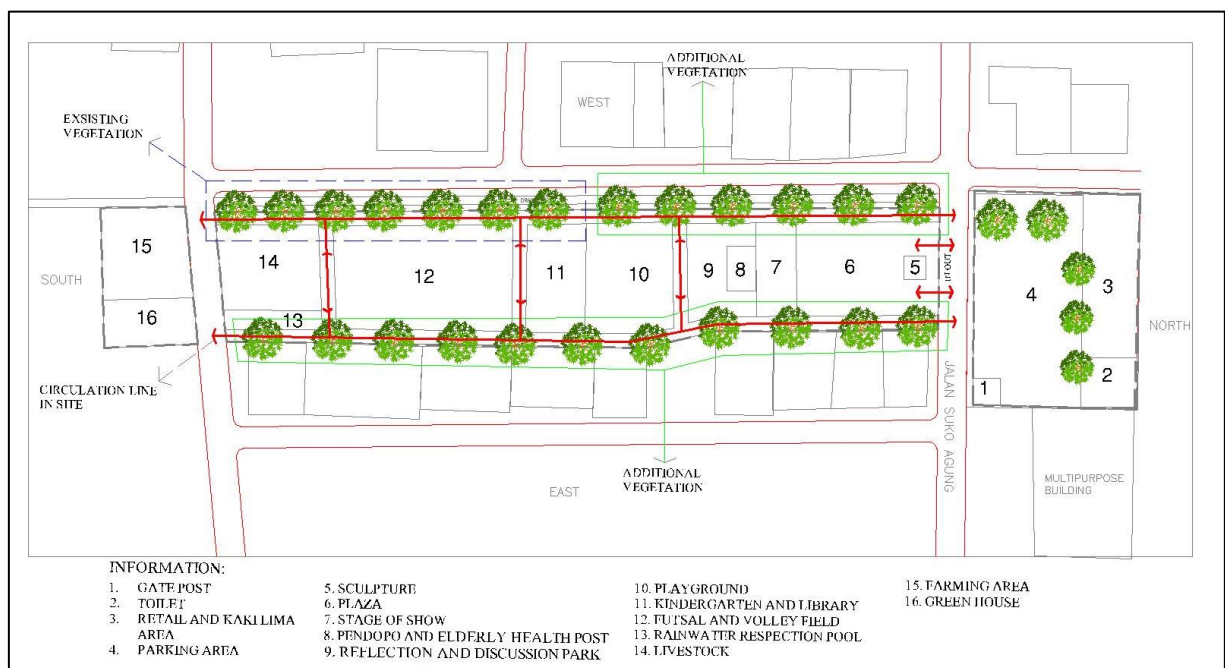 ADDITIONAL
VEGETATION
WEST
EXSISTING
VEGETATION
DRA
15
14
12
11
10
9
8
7
6
5
IN OUT
4
3
SOUTH
NORTH
16
13
1
2
CIRCULATION LINE
IN SITE
JALAN SUKO AGUNG
ADDITIONAL
VEGETATION
EAST
MULTIPURPOSE
BUILDING
INFORMATION:
1. GATE POST
2. TOILET
3. RETAIL AND KAKI LIMA
AREA
4. PARKING AREA
5. SCULPTURE
6. PLAZA
7. STAGE OF SHOW
8. PENDOPO AND ELDERLY HEALTH POST
9. REFLECTION AND DISCUSSION PARK
10. PLAYGROUND
11. KINDERGARTEN AND LIBRARY
12. FUTSAL AND VOLLEY FIELD
13. RAINWATER RESPECTION POOL
14. LIVESTOCK
15. FARMING AREA
16. GREEN HOUSE